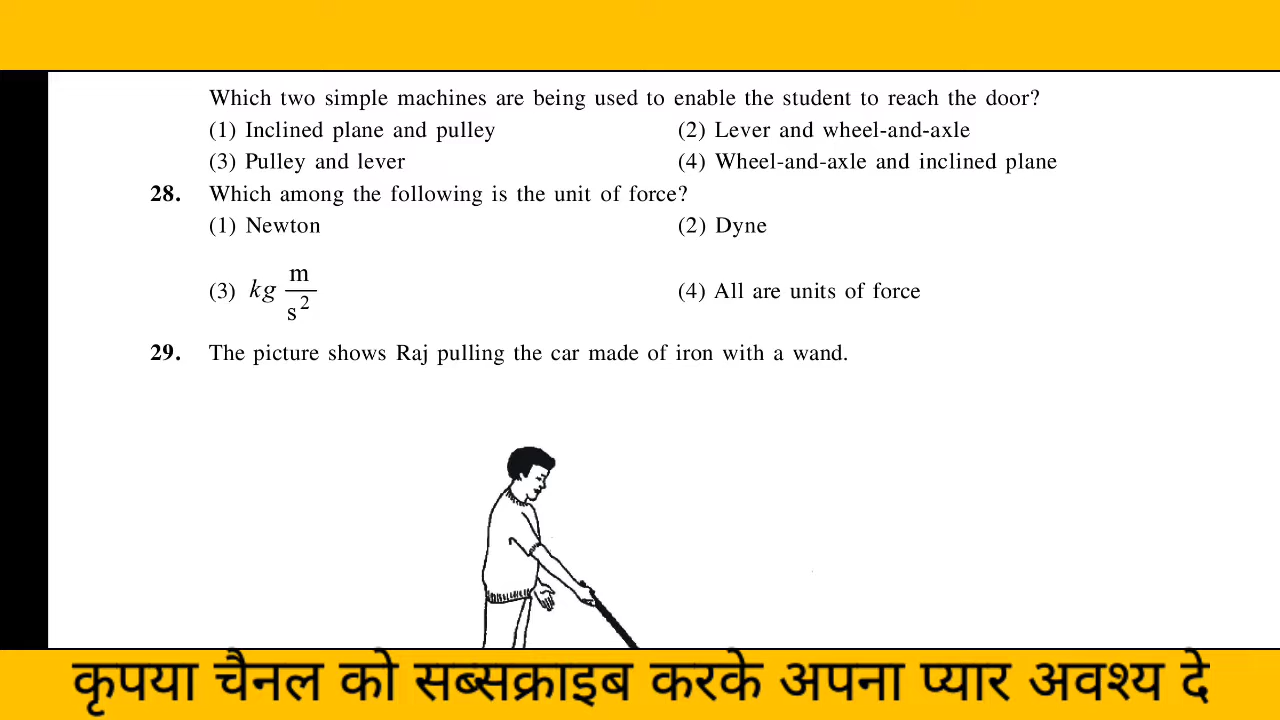 Which two simple machines are being used to enable the student to reach the door?
(1) Inclined plane and pulley (2) Lever and wheel-and-axle
(3) Pulley and lever (4) Wheel-and-axle and inclined plane
28. Which among the following is the unit of force?
(1) Newton (2) Dyne
(3) kg m/s² (4) All are units of force
29. The picture shows Raj pulling the car made of iron with a wand.
कृपया चैनल को सब्सक्राइब करके अपना प्यार अवश्य दे